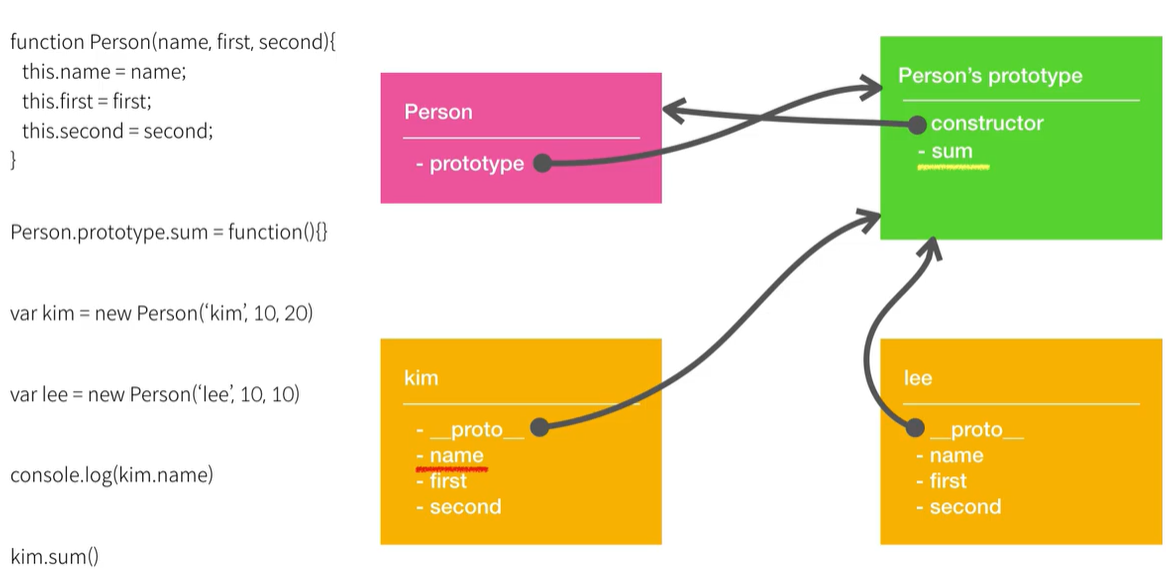 function Person(name, first, second){
this.name = name;
this.first = first;
this.second = second;
}
Person.prototype.sum = function(){}
var kim = new Person(‘kim’, 10, 20)
var lee = new Person(‘lee’, 10, 10)
console.log(kim.name)
kim.sum()
Person
- prototype
Person’s prototype
constructor
- sum
kim
- __proto__
- name
- first
- second
lee
__proto__
- name
- first
- second